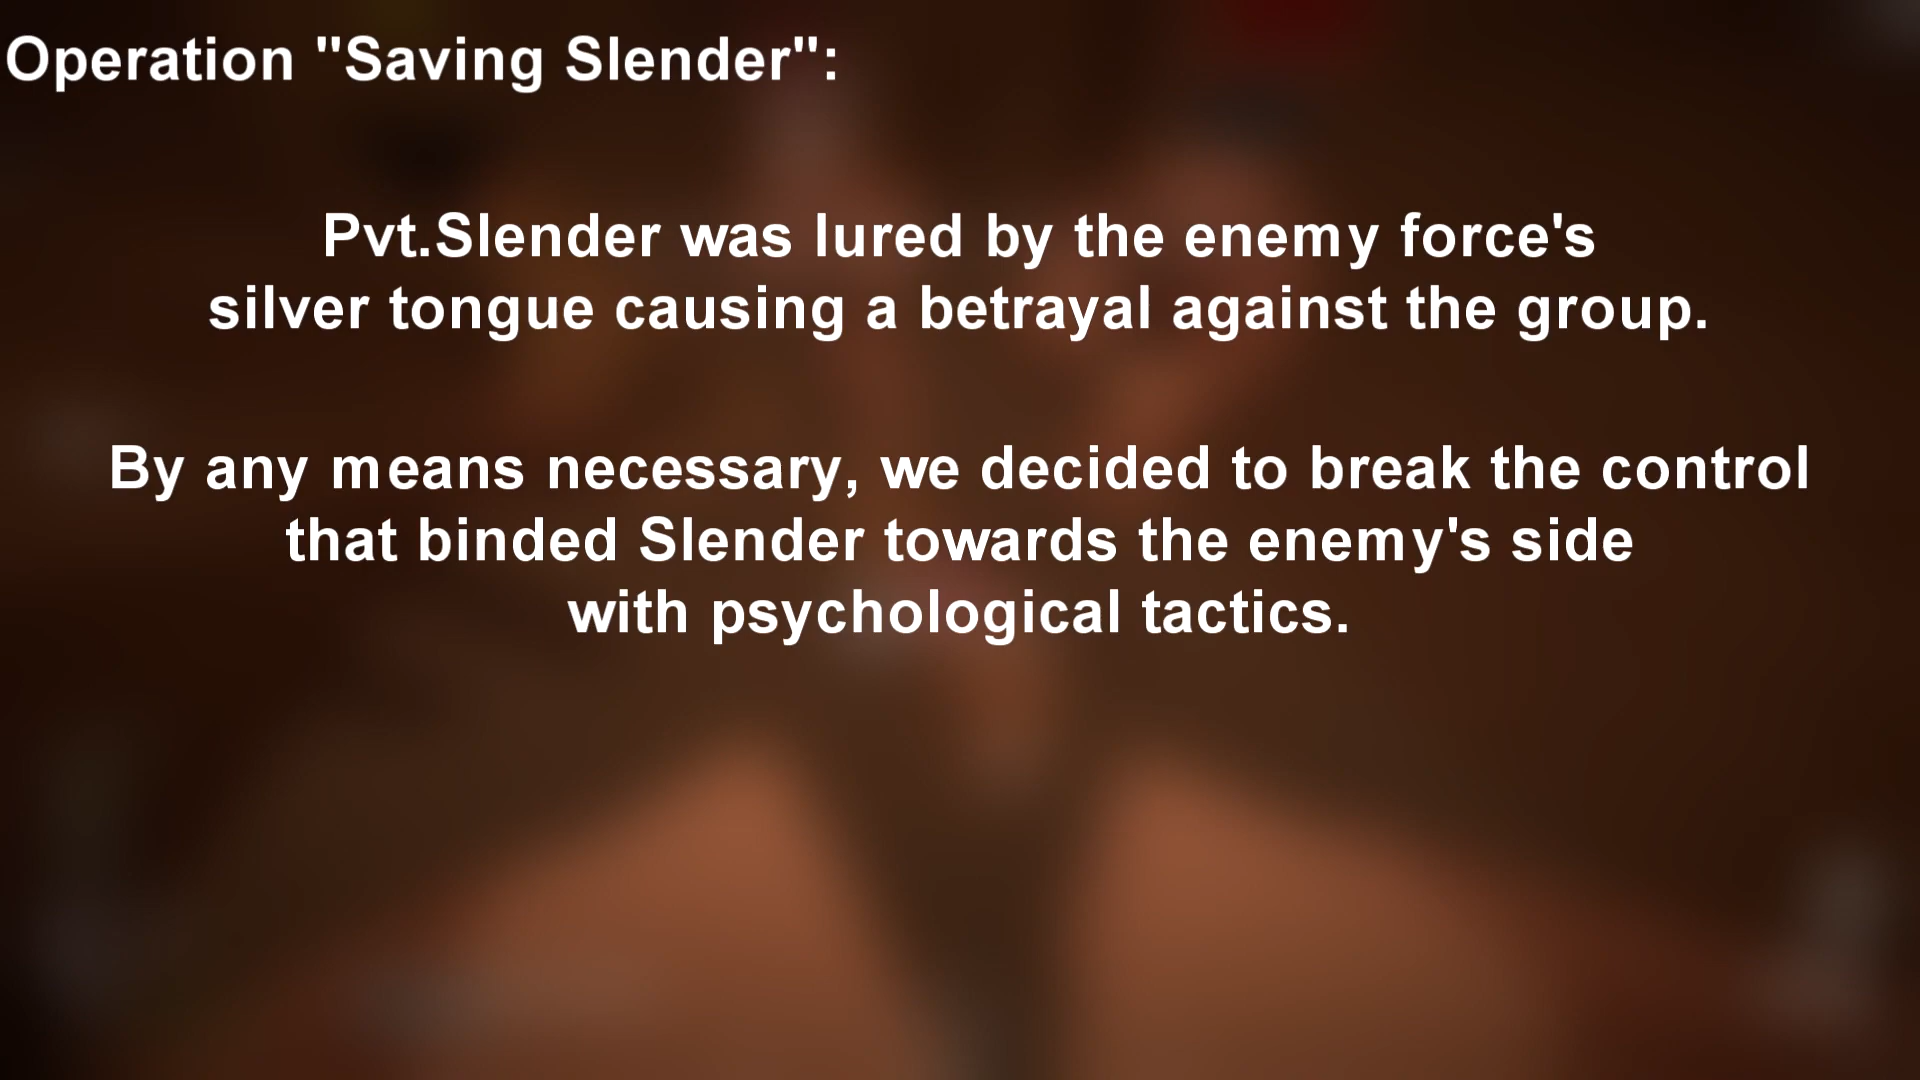 Operation "Saving Slender":
Pvt.Slender was lured by the enemy force's
silver tongue causing a betrayal against the group.
By any means necessary, we decided to break the control
that binded Slender towards the enemy's side
with psychological tactics.